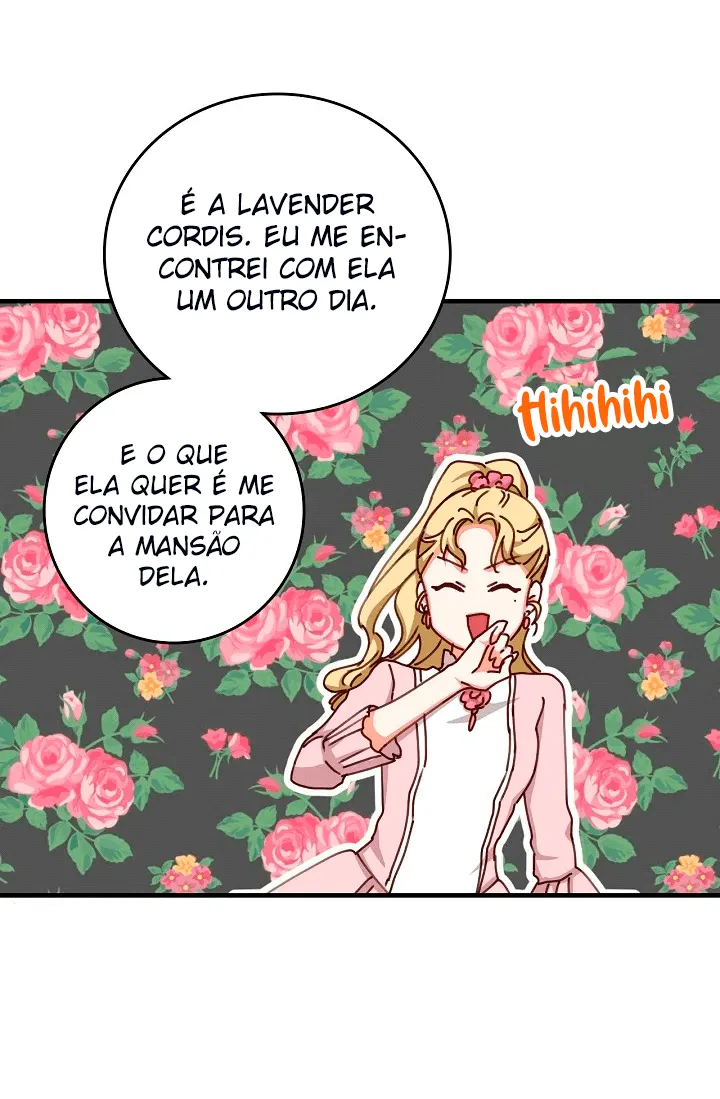 É A LAVENDER
CORDIS. EU ME EN-
CONTREI COM ELA
UM OUTRO DIA.
E O QUE
ELA QUER É ME
CONVIDAR PARA
A MANSÃO
DELA.
Hihihihi